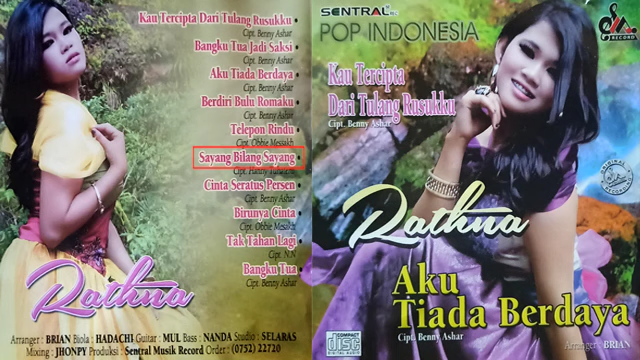 Kau Tercipta Dari Tulang Rusukku
Cipt. Benny Ashar
Bangku Tua Jadi Saksi
Cipt. Benny Ashar
Aku Tiada Berdaya
Cipt. Benny Ashar
Berdiri Bulu Romaku
Cipt. Benny Ashar
Telepon Rindu
Cipt. Obbie Messakh
Sayang Bilang Sayang
Cinta Seratus Persen
Cipt. Benny Ashar
Birunya Cinta
Cipt. Obbie Mesakh
Tak Tahan Lagi
Cipt. N.N
Bangku Tua
Cipt. Benny Ashar
Rathna
Arranger : BRIAN Biola : HADACHI Guitar : MUL Bass : NANDA Studio : SELARAS
Mixing : JHONPY Produksi : Sentral Musik Record Order : (0752) 22720
SENTRAL
POP INDONESIA
RECORD
Kau Tercipta
Dari Tulang Rusukku
Cipt. Benny Ashar
Rathna
Aku
Tiada Berdaya
Cipt. Benny Ashar
COMPACT
disc
DIGITAL AUDIO
Arranger : BRIAN